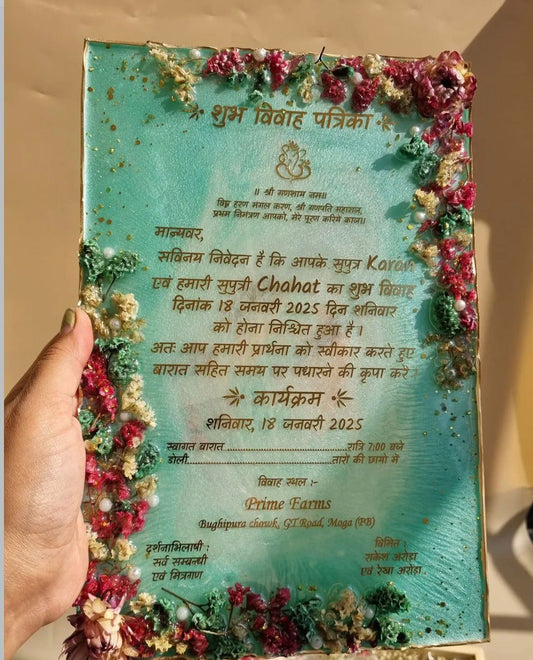 शुभ विवाह पत्रिका
॥ श्री गणशाय नमः॥
विघ्न हरण मंगल करण, श्री गणपति महाराज,
प्रथम निमंत्रण आपको, मेरे पूरण करिये काज॥
मान्यवर,
सविनय निवेदन है कि आपके सुपुत्र Karan
एवं हमारी सुपुत्री Chahat का शुभ विवाह
दिनांक 18 जनवरी 2025 दिन शनिवार
को होना निश्चित हुआ है।
अतः आप हमारी प्रार्थना को स्वीकार करते हुए
बारात सहित समय पर पधारने की कृपा करें।
कार्यक्रम
शनिवार, 18 जनवरी 2025
स्वागत बारात ..........................................रात्रि 7:00 बजे
डोली..................................................तारों की छाया में
विवाह स्थल :-
Prime Farms
Bughipura chowk, GT Road, Moga (PB)
दर्शनाभिलाषी :
सर्व सम्बन्धी
एवं मित्रगण
विनित :
राकेश अरोड़ा
एवं रेखा अरोड़ा